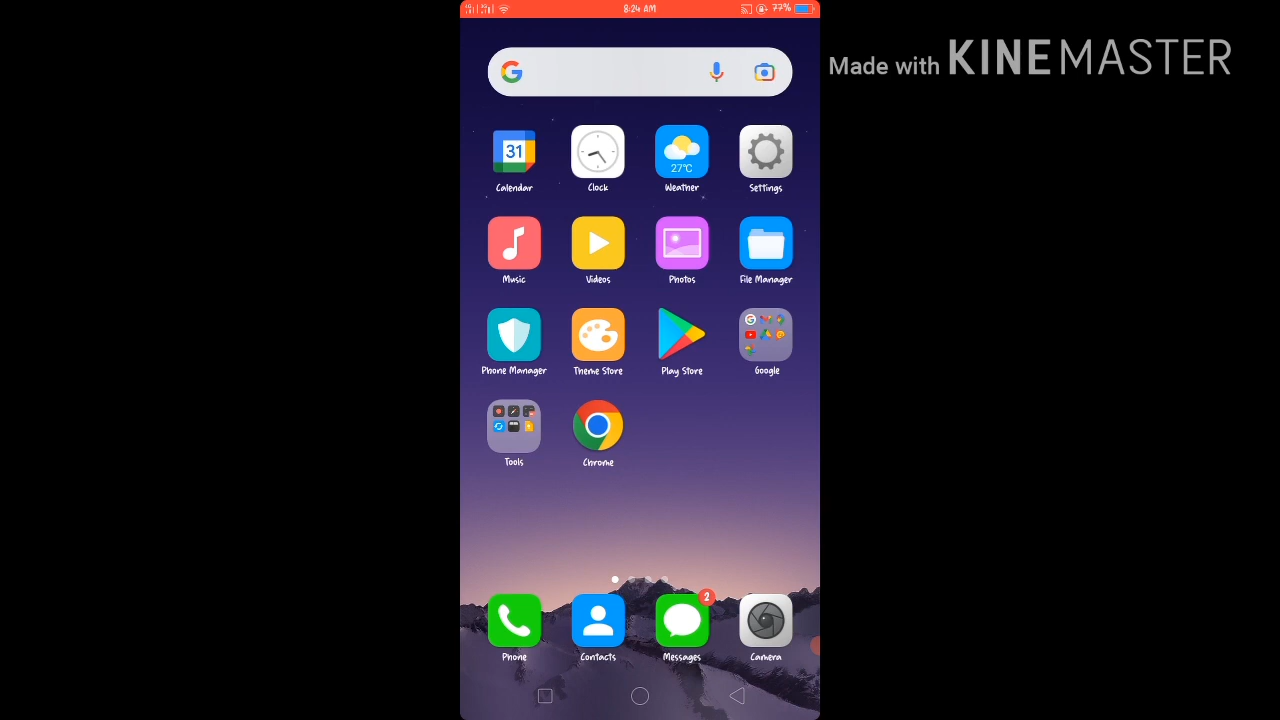 8:24 AM
77%
Made with KINEMASTER
31
27°C
Calendar
Clock
Weather
Settings
Music
Videos
Photos
File Manager
Phone Manager
Theme Store
Play Store
Google
Tools
Chrome
2
Phone
Contacts
Messages
Camera